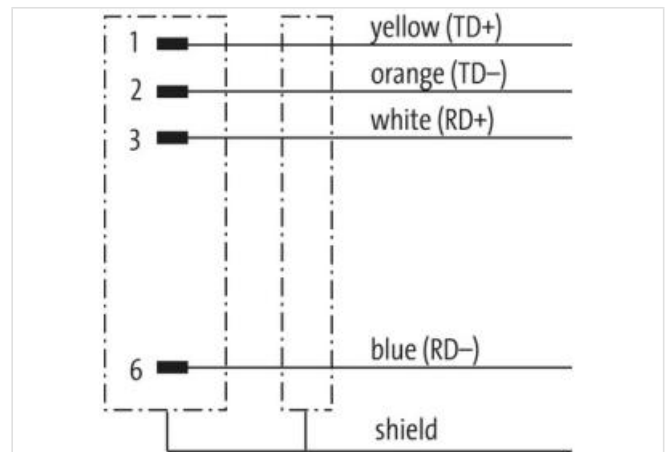 1 yellow (TD+)
2 orange (TD–)
3 white (RD+)
6 blue (RD–)
shield